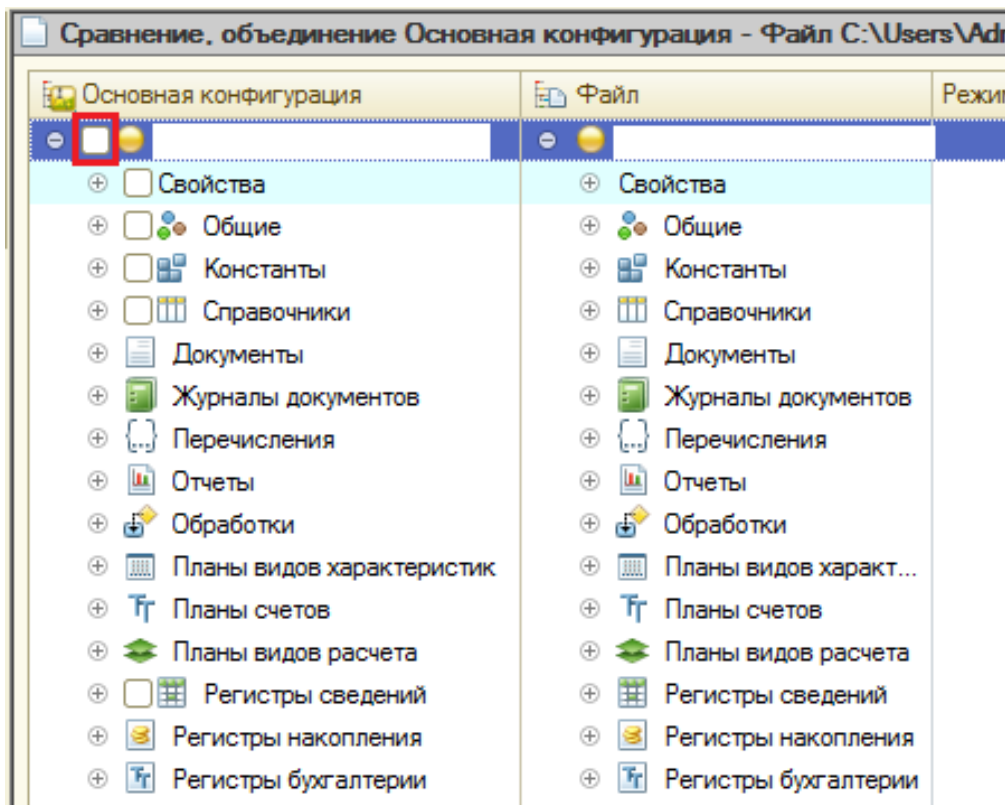 Сравнение, объединение Основная конфигурация - Файл C:\Users\Adm
Основная конфигурация Файл Режим
Свойства Свойства
Общие Общие
Константы Константы
Справочники Справочники
Документы Документы
Журналы документов Журналы документов
Перечисления Перечисления
Отчеты Отчеты
Обработки Обработки
Планы видов характеристик Планы видов характ...
Планы счетов Планы счетов
Планы видов расчета Планы видов расчета
Регистры сведений Регистры сведений
Регистры накопления Регистры накопления
Регистры бухгалтерии Регистры бухгалтерии